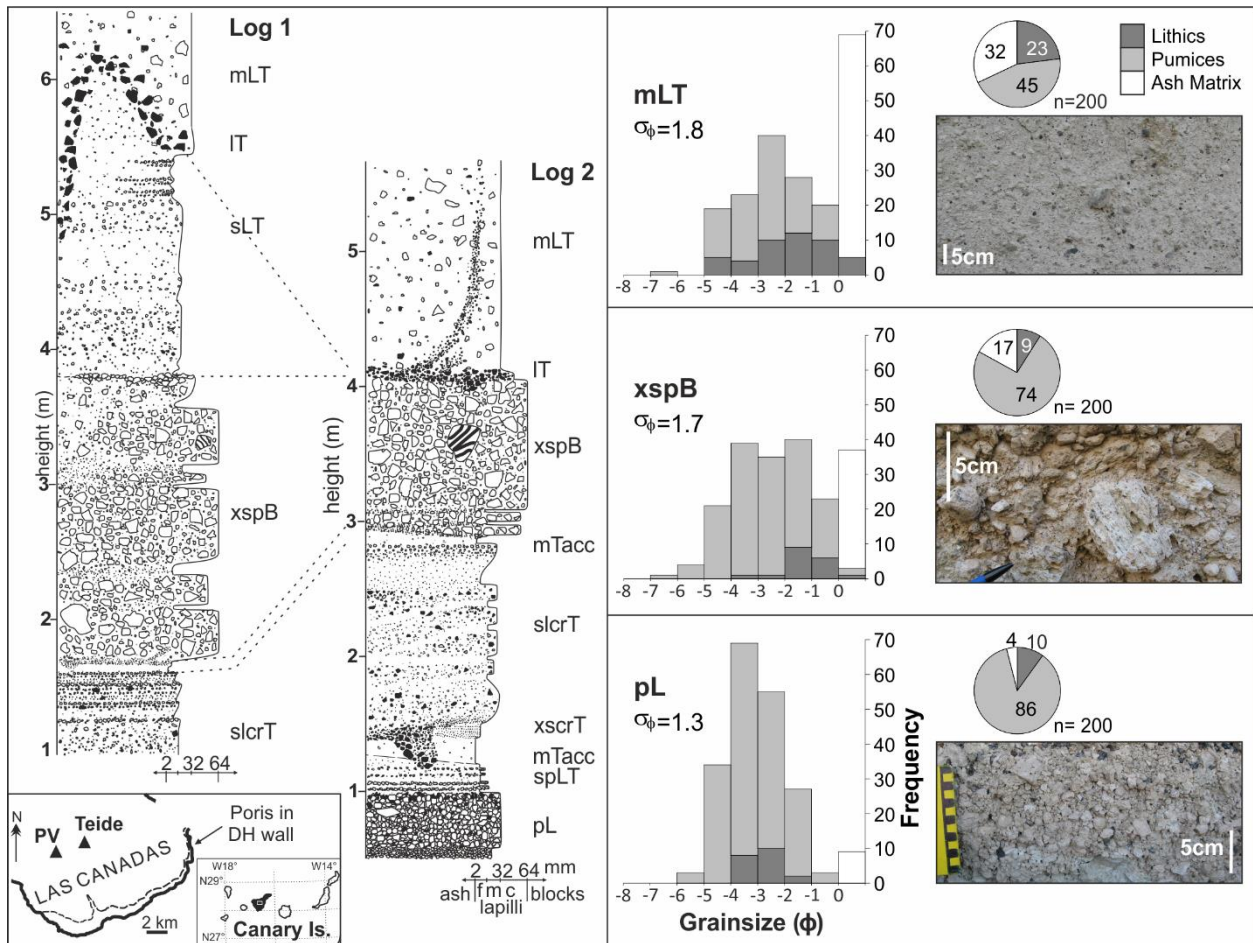 Log 1
mLT
lT
sLT
xspB
slcrT
6
5
4
3
2
1
height (m)
2 32 64
Log 2
mLT
lT
xspB
mTacc
slcrT
xscrT
mTacc
spLT
pL
5
4
3
2
1
height (m)
2 32 64 mm
ash f m c blocks
lapilli
N
PV
Teide
LAS CANADAS
Poris in
DH wall
2 km
W18° W14°
N29°
N27°
Canary Is.
mLT
σϕ=1.8
70
60
50
40
30
20
10
0
-8 -7 -6 -5 -4 -3 -2 -1 0
32
23
45
n=200
Lithics
Pumices
Ash Matrix
5cm
xspB
σϕ=1.7
70
60
50
40
30
20
10
0
-8 -7 -6 -5 -4 -3 -2 -1 0
17
9
74
n= 200
5cm
pL
σϕ=1.3
70
60
50
40
30
20
10
0
-8 -7 -6 -5 -4 -3 -2 -1 0
Grainsize (ϕ)
Frequency
4
10
86
n= 200
5cm